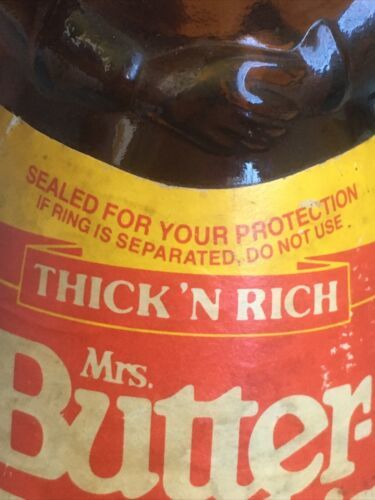 SEALED FOR YOUR PROTECTION
IF RING IS SEPARATED, DO NOT USE
THICK 'N RICH
Mrs.
Butter-